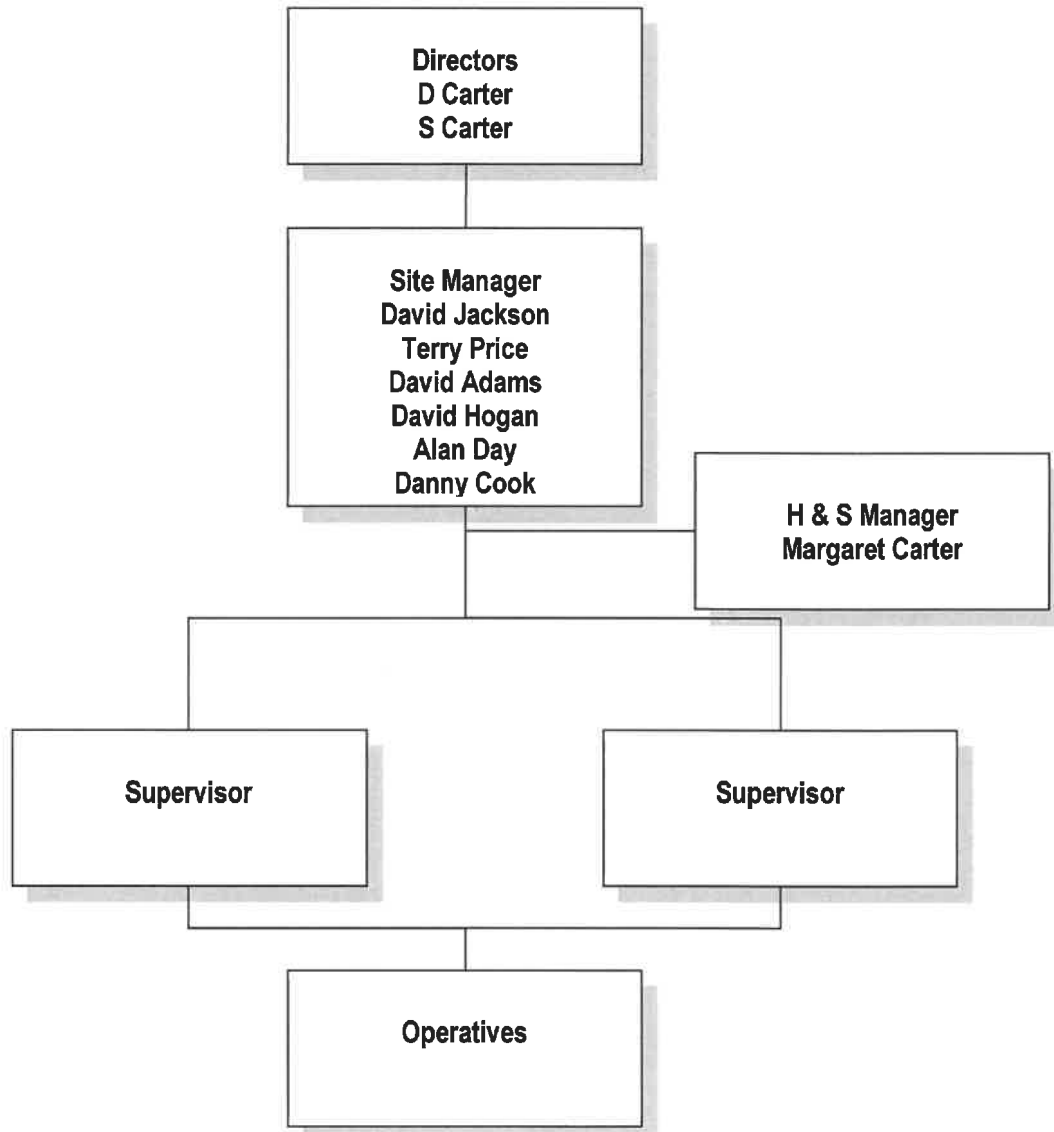 Directors
D Carter
S Carter
Site Manager
David Jackson
Terry Price
David Adams
David Hogan
Alan Day
Danny Cook
H & S Manager
Margaret Carter
Supervisor
Supervisor
Operatives